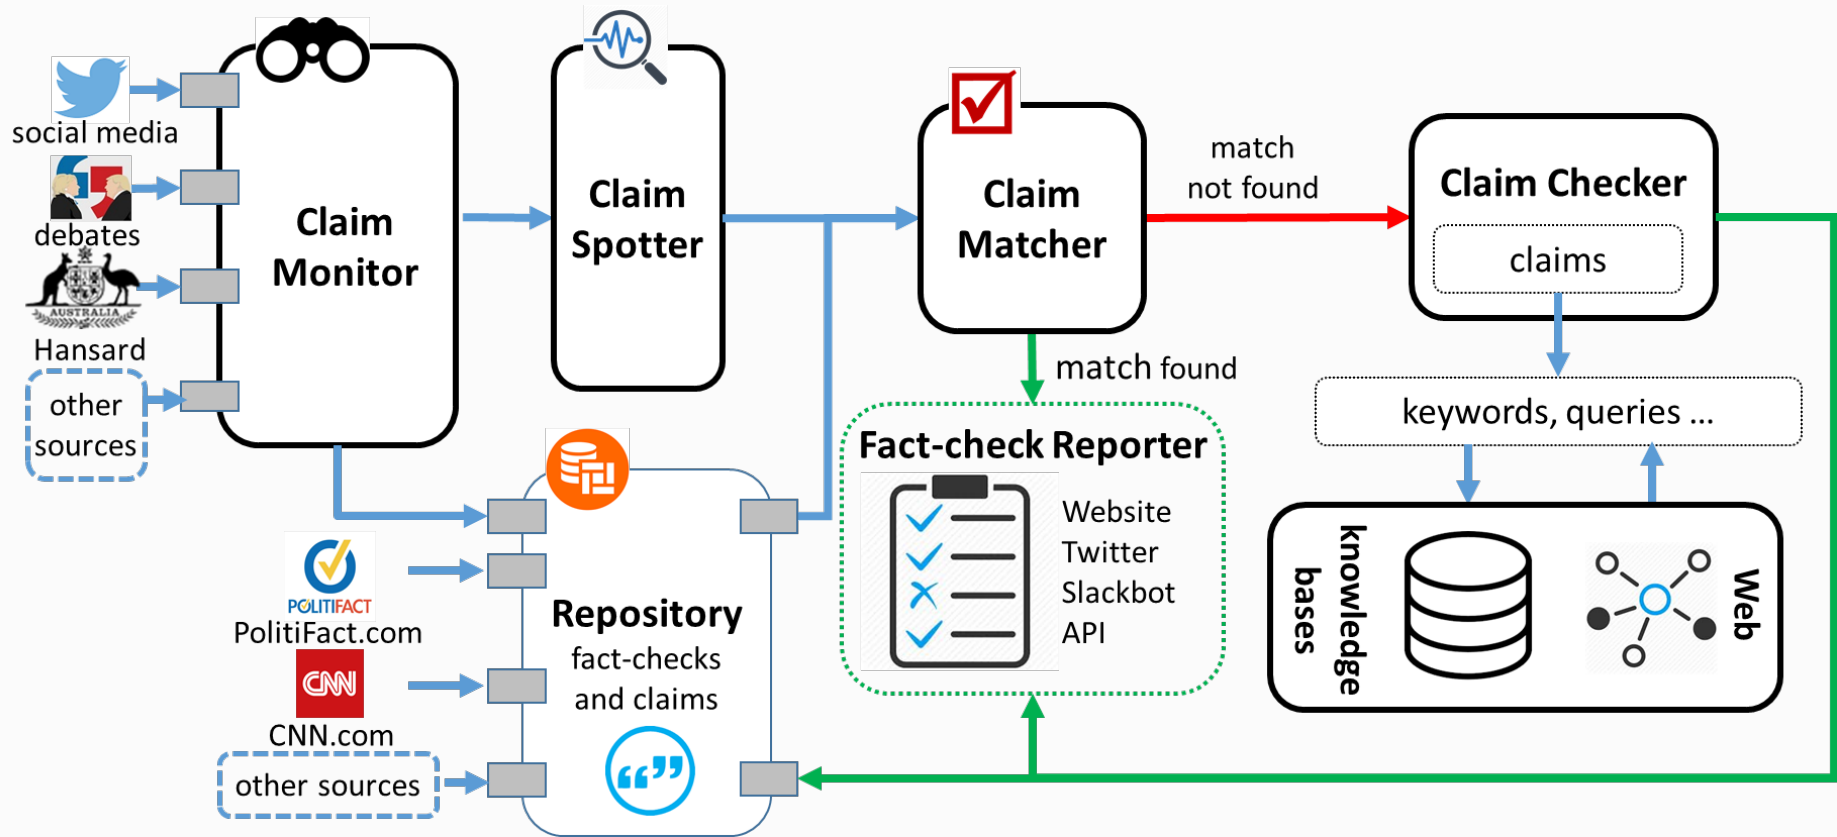 social media
debates
AUSTRALIA
Hansard
other
sources
Claim
Monitor
Claim
Spotter
Claim
Matcher
match
not found
Claim Checker
claims
match found
keywords, queries ...
Fact-check Reporter
Website
Twitter
Slackbot
API
knowledge
bases
Web
POLITIFACT
PolitiFact.com
CNN
CNN.com
other sources
Repository
fact-checks
and claims